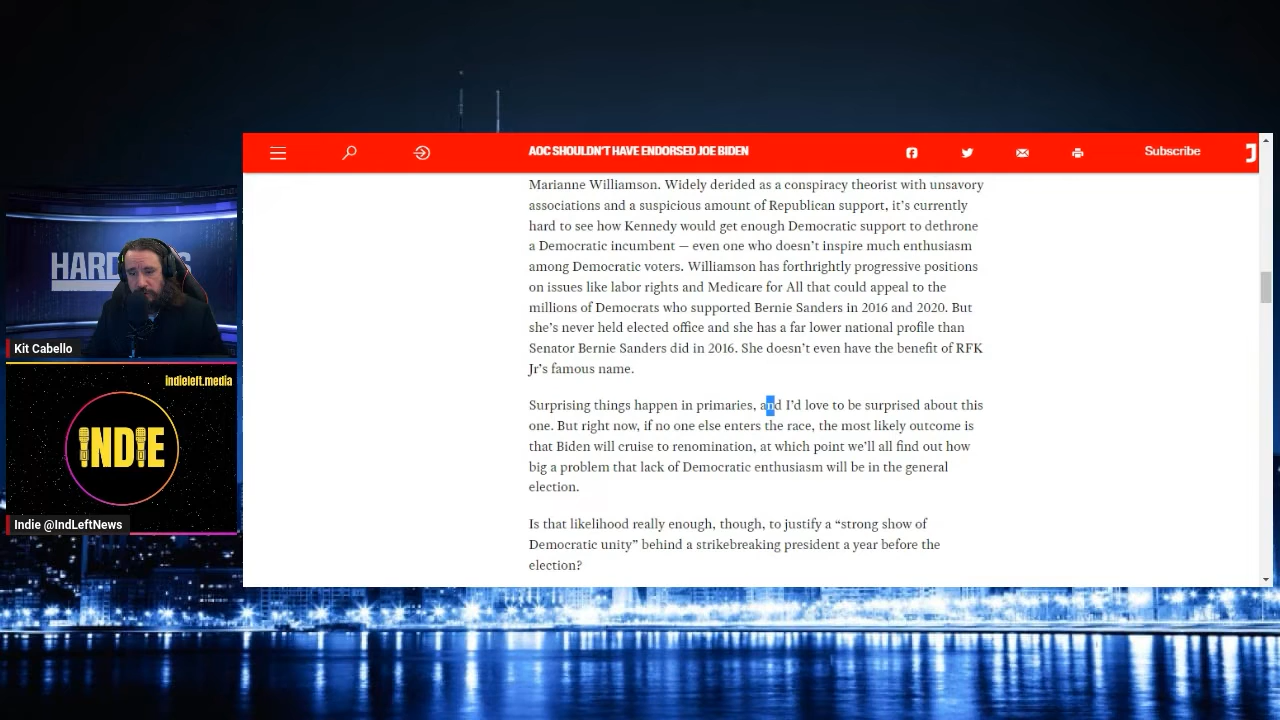 AOC SHOULDN'T HAVE ENDORSED JOE BIDEN
Subscribe
J
Marianne Williamson. Widely derided as a conspiracy theorist with unsavory
associations and a suspicious amount of Republican support, it's currently
hard to see how Kennedy would get enough Democratic support to dethrone
a Democratic incumbent — even one who doesn't inspire much enthusiasm
among Democratic voters. Williamson has forthrightly progressive positions
on issues like labor rights and Medicare for All that could appeal to the
millions of Democrats who supported Bernie Sanders in 2016 and 2020. But
she's never held elected office and she has a far lower national profile than
Senator Bernie Sanders did in 2016. She doesn't even have the benefit of RFK
Jr's famous name.
Surprising things happen in primaries, and I'd love to be surprised about this
one. But right now, if no one else enters the race, the most likely outcome is
that Biden will cruise to renomination, at which point we'll all find out how
big a problem that lack of Democratic enthusiasm will be in the general
election.
Is that likelihood really enough, though, to justify a “strong show of
Democratic unity” behind a strikebreaking president a year before the
election?
HARD
Kit Cabello
indieleft.media
INDIE
Indie @IndLeftNews